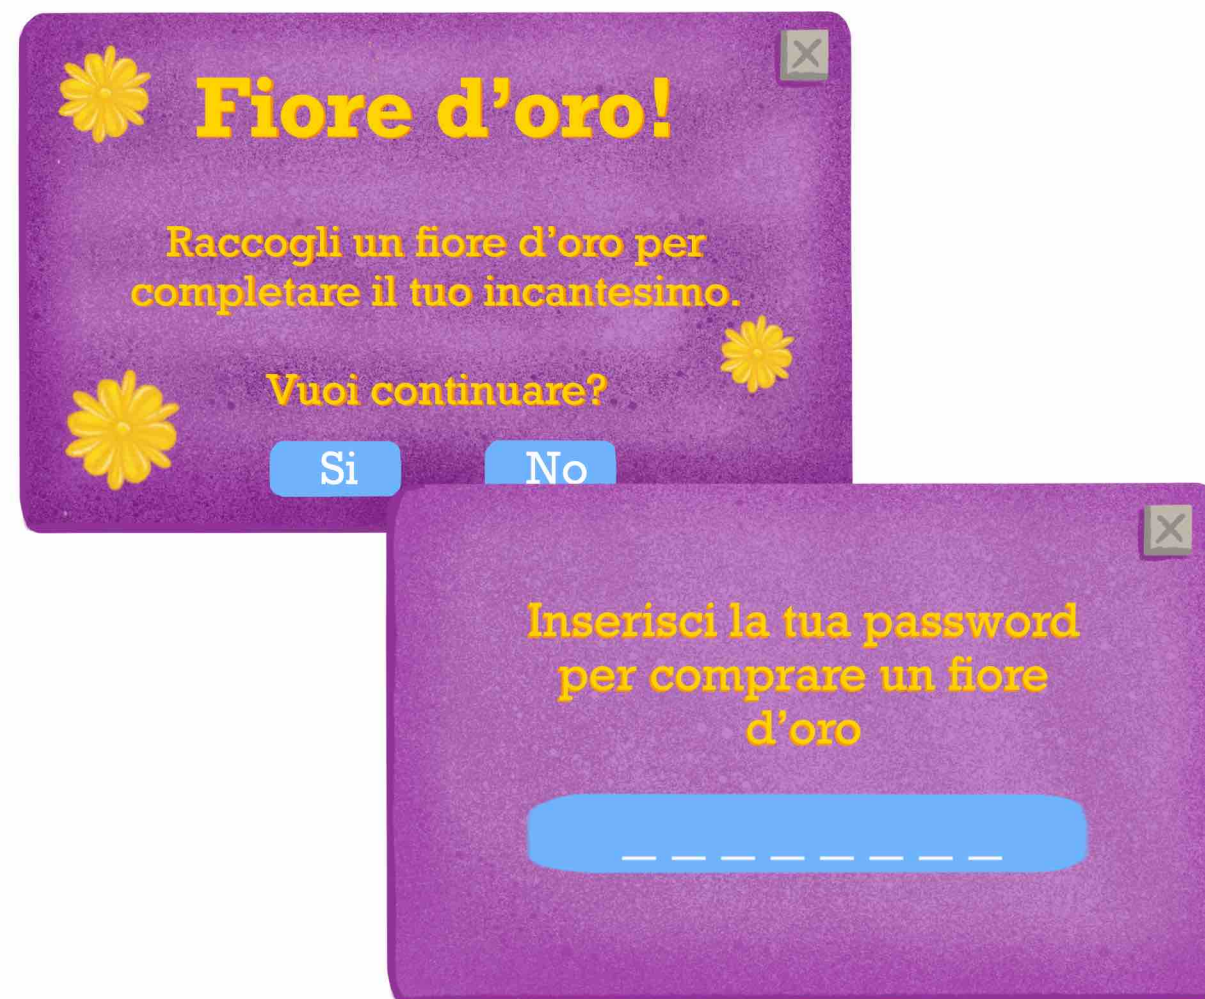 Fiore d’oro!
Raccogli un fiore d’oro per
completare il tuo incantesimo.
Vuoi continuare?
Si No
Inserisci la tua password
per comprare un fiore
d’oro